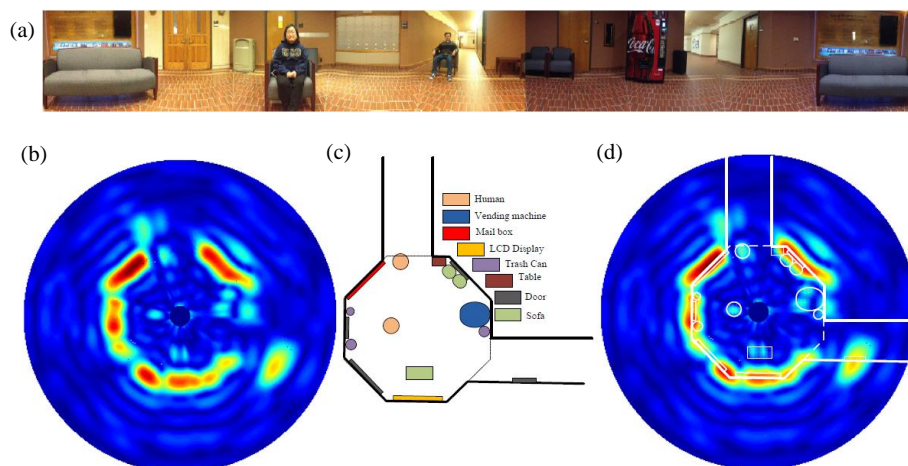 (a)
Coca-Cola
(b)
(c)
(d)
Human
Vending machine
Mail box
LCD Display
Trash Can
Table
Door
Sofa